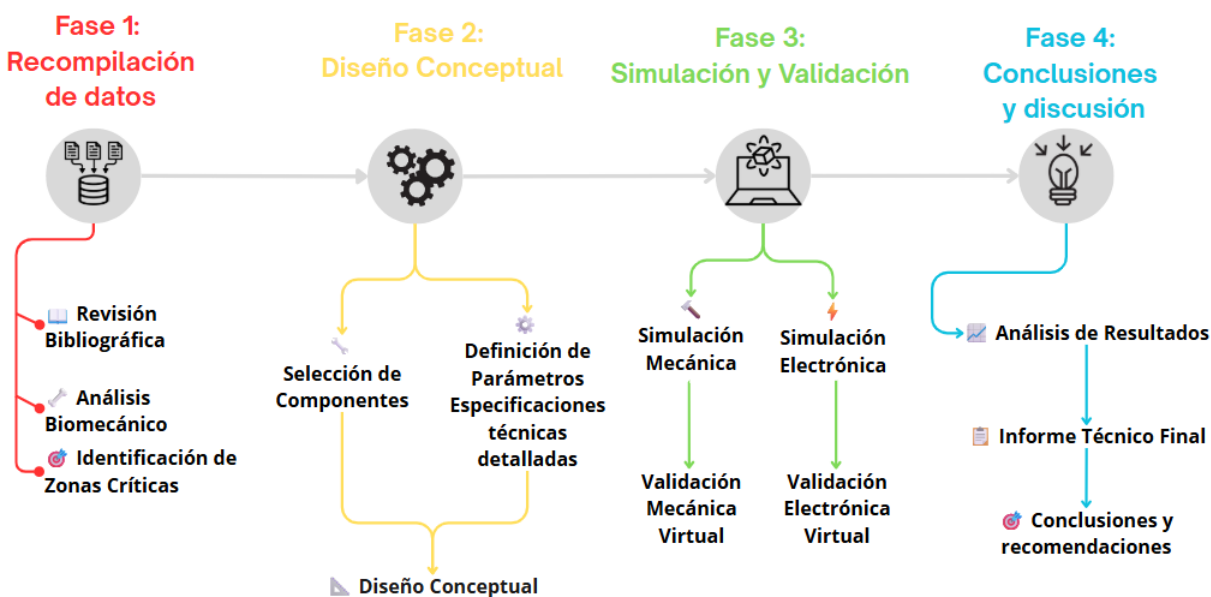 Fase 1:
Recompilación
de datos
Fase 2:
Diseño Conceptual
Fase 3:
Simulación y Validación
Fase 4:
Conclusiones
y discusión
Revisión
Bibliográfica
Análisis
Biomecánico
Identificación de
Zonas Críticas
Selección de
Componentes
Definición de
Parámetros
Especificaciones
técnicas
detalladas
Diseño Conceptual
Simulación
Mecánica
Simulación
Electrónica
Validación
Mecánica
Virtual
Validación
Electrónica
Virtual
Análisis de Resultados
Informe Técnico Final
Conclusiones y
recomendaciones